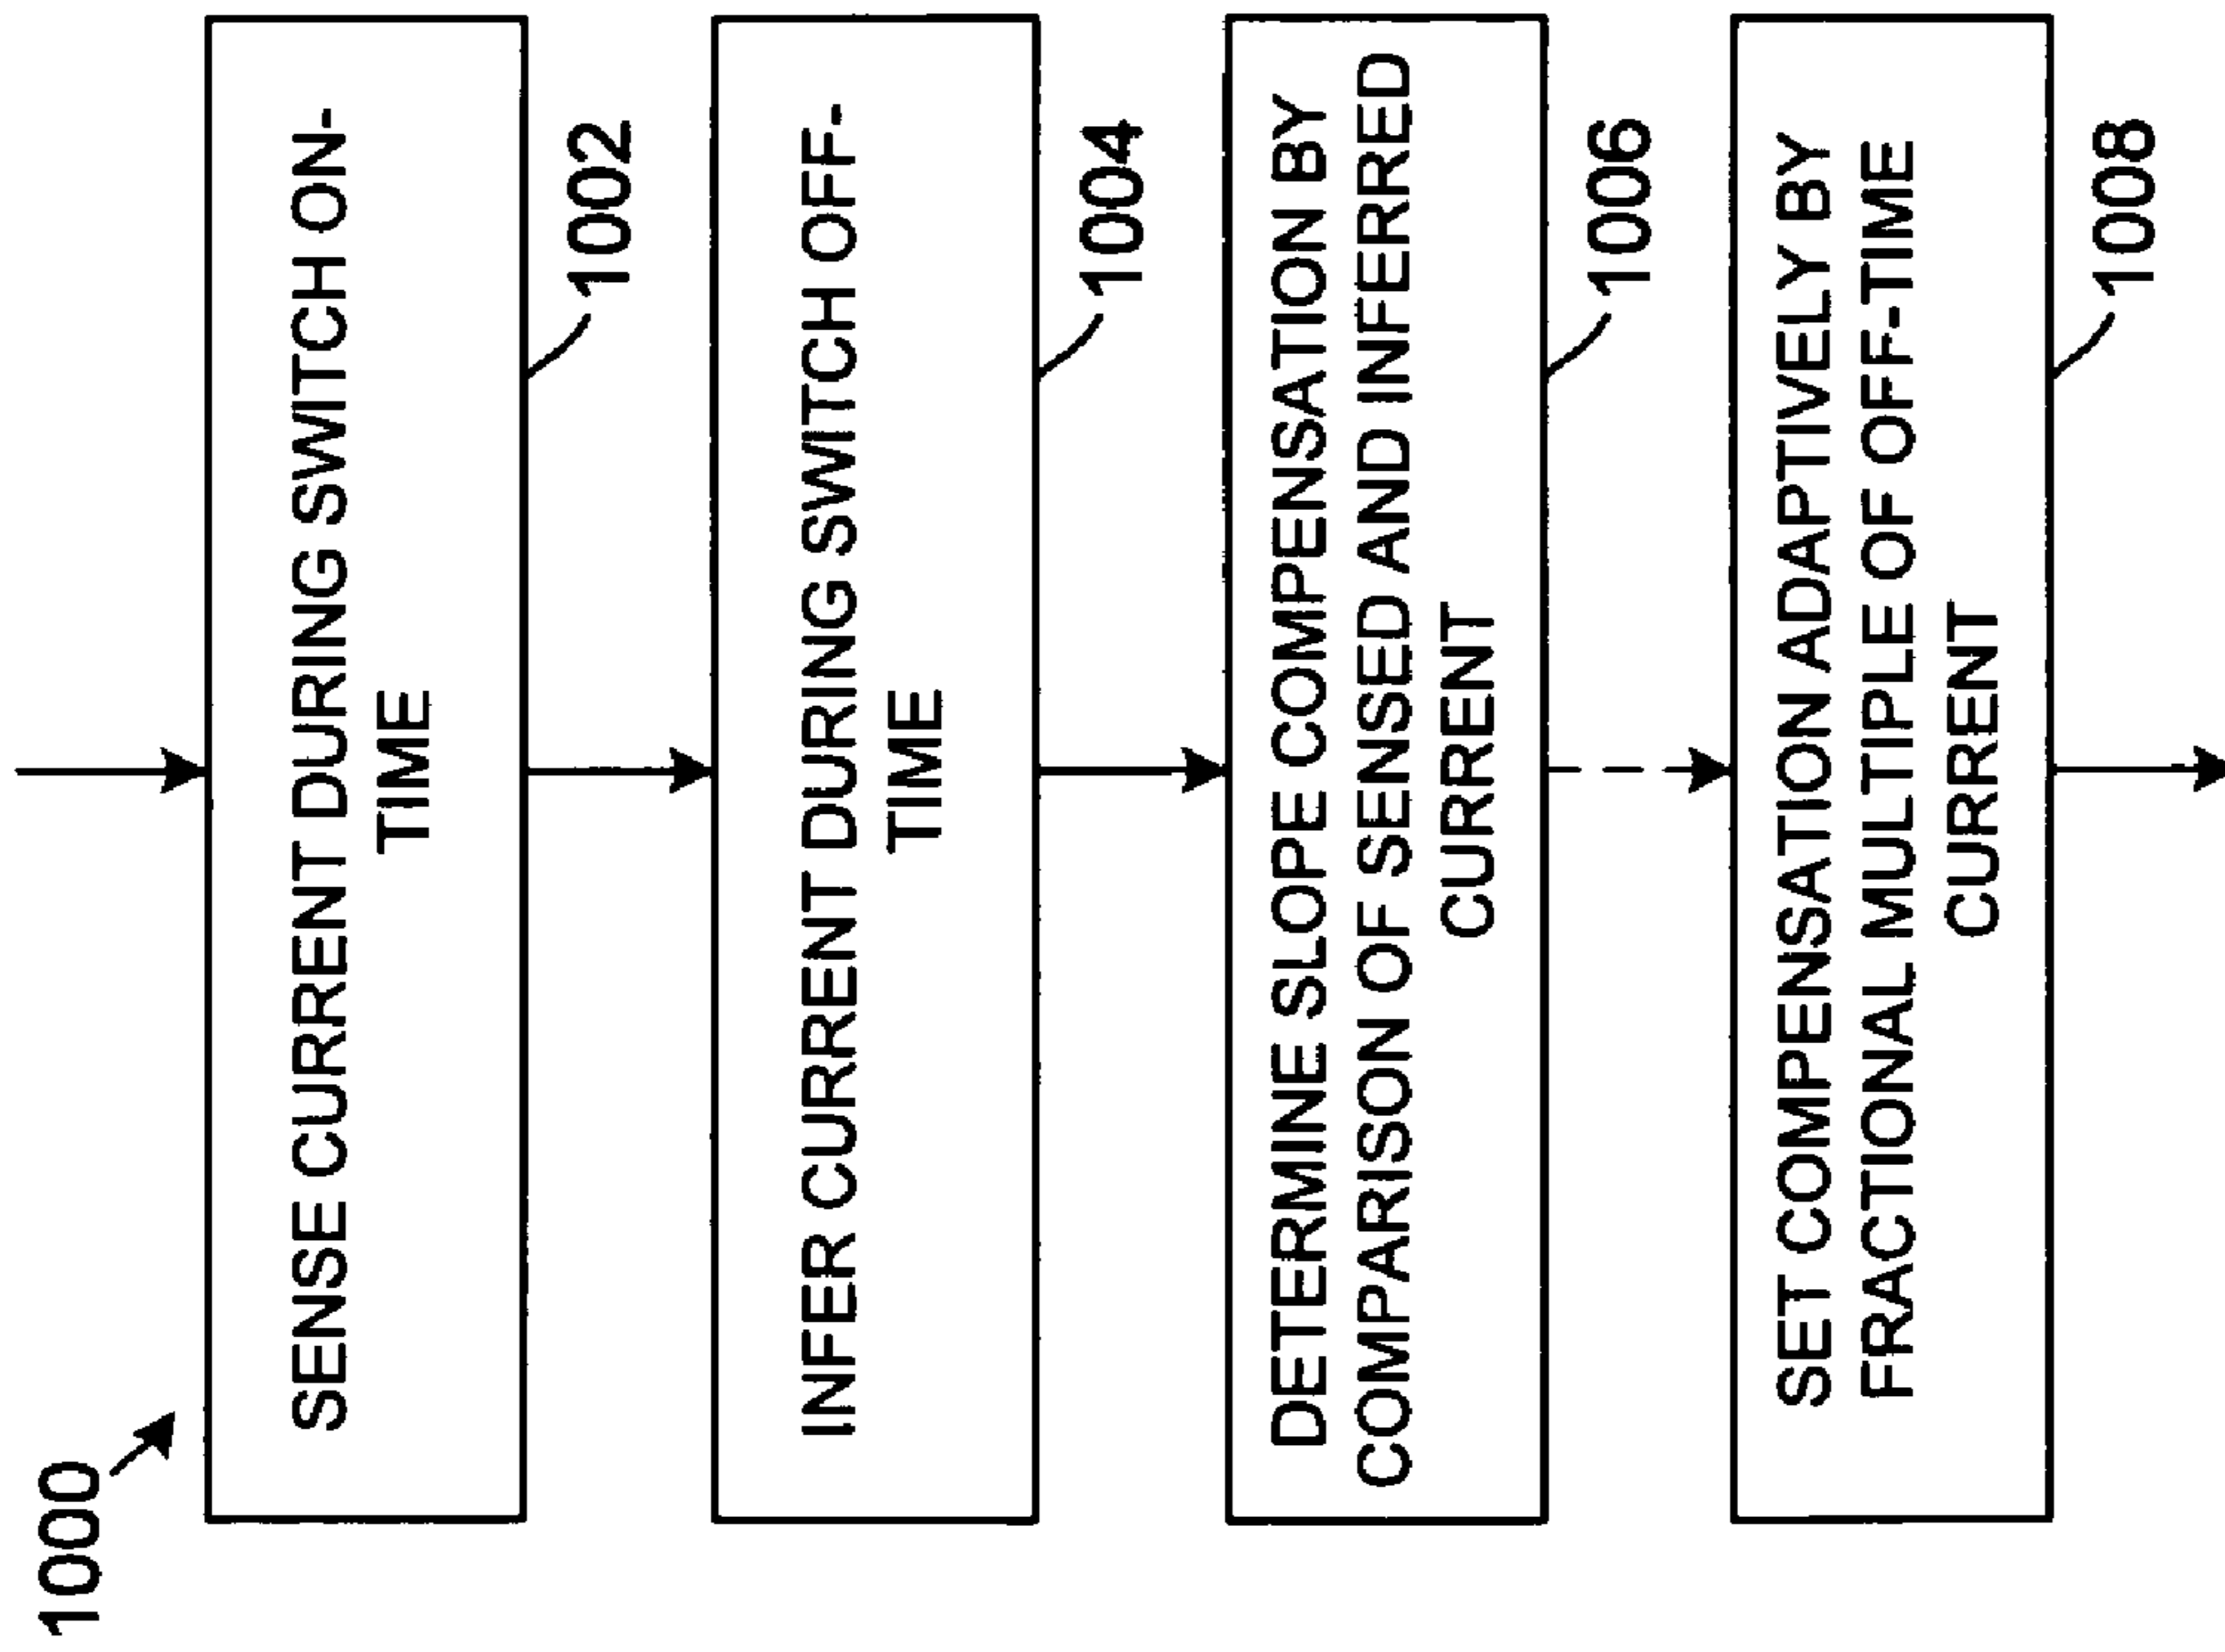 1000
SENSE CURRENT DURING SWITCH ON-
TIME
1002
INFER CURRENT DURING SWITCH OFF-
TIME
1004
DETERMINE SLOPE COMPENSATION BY
COMPARISON OF SENSED AND INFERRED
CURRENT
1006
SET COMPENSATION ADAPTIVELY BY
FRACTIONAL MULTIPLE OF OFF-TIME
CURRENT
1008